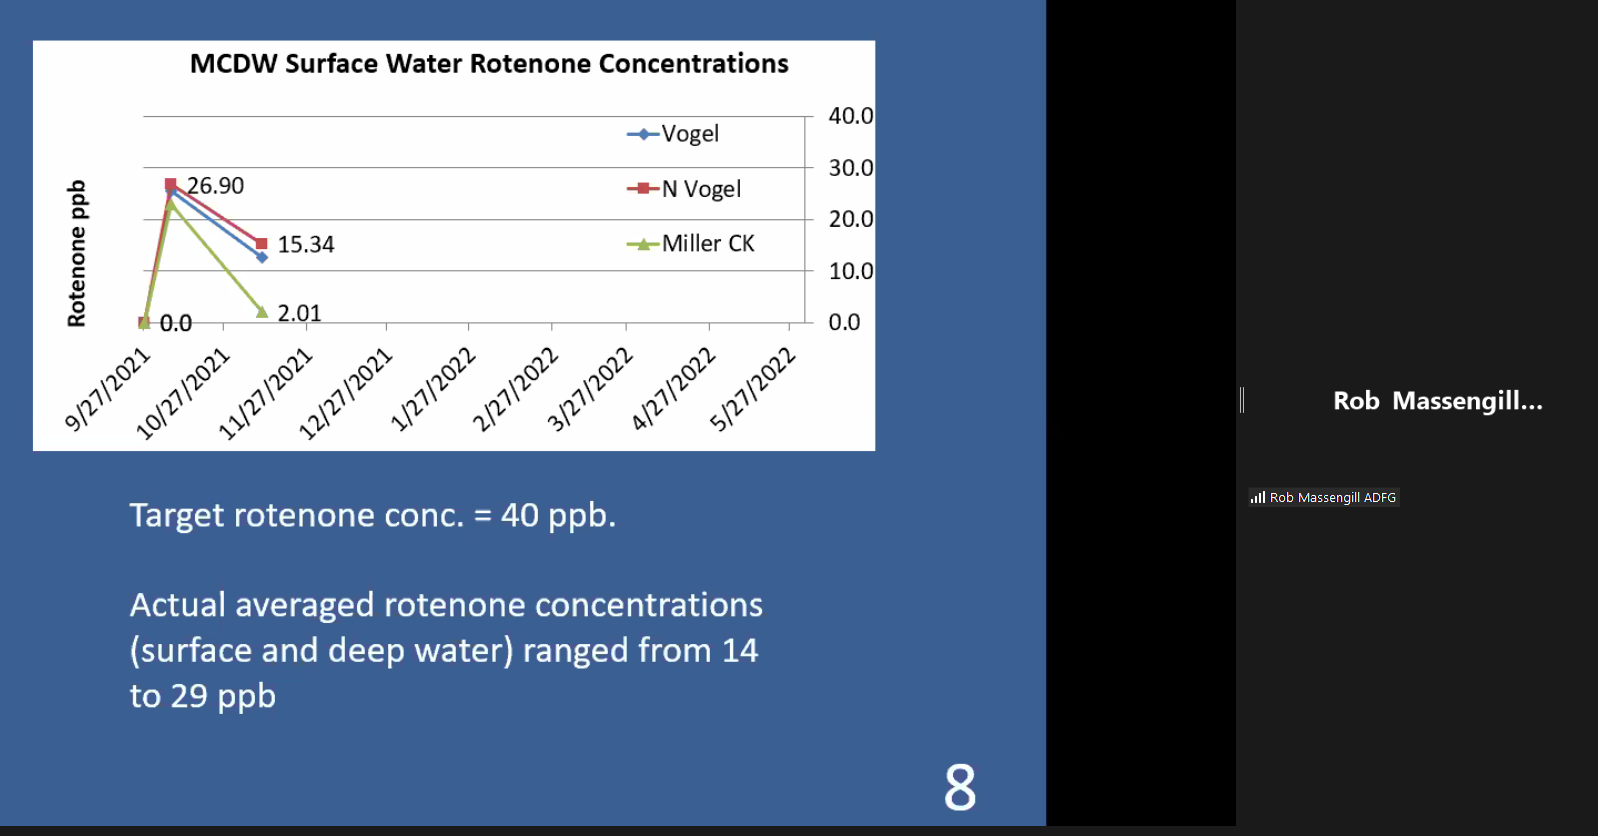 MCDW Surface Water Rotenone Concentrations
Rotenone ppb
40.0
30.0
20.0
10.0
0.0
Vogel
N Vogel
Miller CK
26.90
15.34
2.01
0.0
9/27/2021
10/27/2021
11/27/2021
12/27/2021
1/27/2022
2/27/2022
3/27/2022
4/27/2022
5/27/2022
Target rotenone conc. = 40 ppb.
Actual averaged rotenone concentrations
(surface and deep water) ranged from 14
to 29 ppb
8
Rob Massengill...
Rob Massengill ADFG